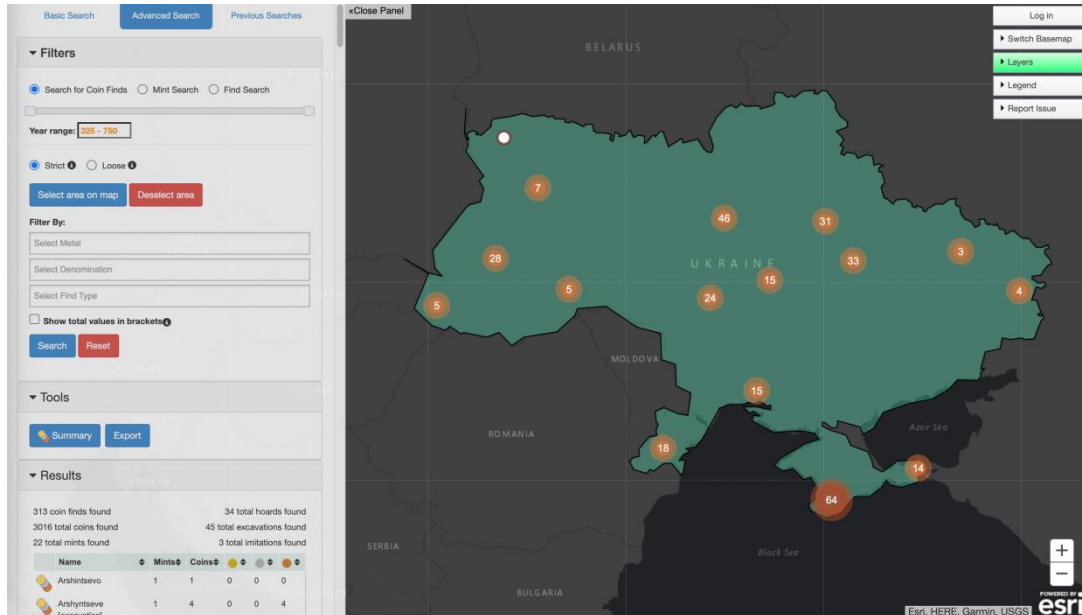 Basic Search Advanced Search Previous Searches
Filters
Search for Coin Finds Mint Search Find Search
Year range: 325 - 750
Strict Loose
Select area on map Deselect area
Filter By:
Select Metal
Select Denomination
Select Find Type
Show total values in brackets
Search Reset
Tools
Summary Export
Results
313 coin finds found 34 total hoards found
3016 total coins found 45 total excavations found
22 total mints found 3 total imitations found
Name Mints Coins
Arshintsevo 1 1 0 0 0
Arshyntseve 1 4 0 0 4
[excavation]
«Close Panel
Log in
Switch Basemap
Layers
Legend
Report Issue
BELARUS
7
46
31
28
UKRAINE
33
3
15
5
5
24
4
MOLDOVA
15
ROMANIA
Azov Sea
18
14
64
SERBIA
Black Sea
BULGARIA
+
−
POWERED BY
esri
Esri, HERE, Garmin, USGS